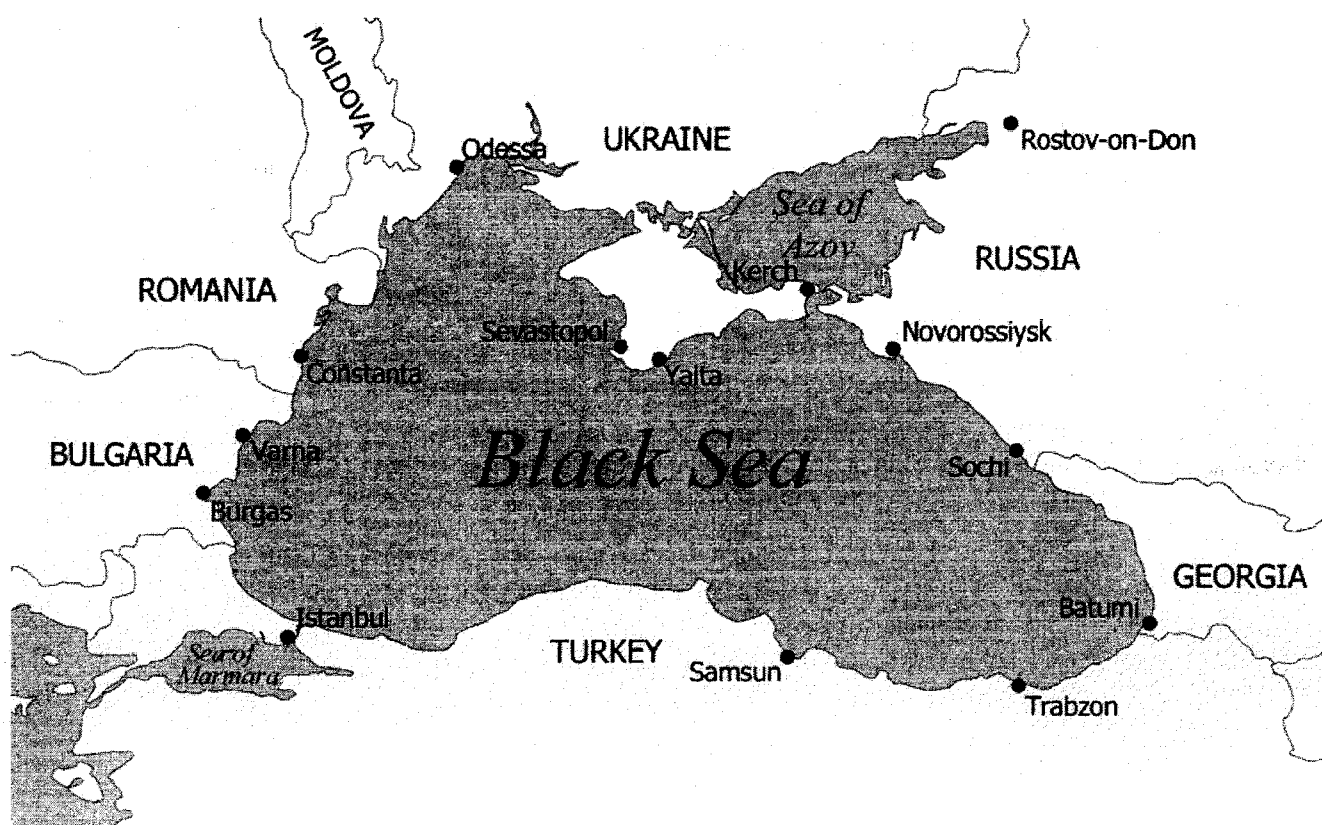 MOLDOVA
Odessa
UKRAINE
Rostov-on-Don
Sea of
Azov
Kerch
RUSSIA
ROMANIA
Sevastopol
Novorossiysk
Constanta
Yalta
BULGARIA
Varna
Black Sea
Sochi
Burgas
GEORGIA
Batumi
Istanbul
TURKEY
Sea of
Marmara
Samsun
Trabzon